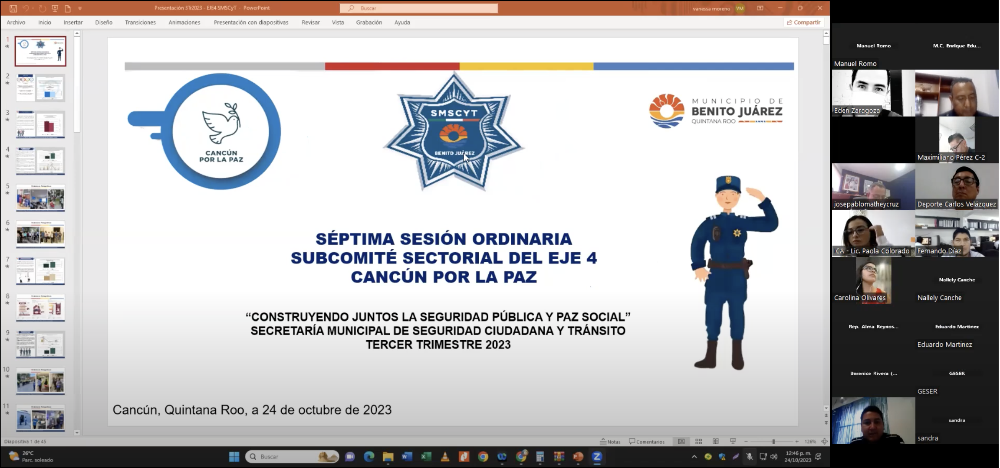 Presentación 3Tr2023 - EJE4 SMSCyT - PowerPoint
Buscar
vanessa moreno
VM
Archivo
Inicio
Insertar
Diseño
Transiciones
Animaciones
Presentación con diapositivas
Revisar
Vista
Grabación
Ayuda
Compartir
1
2
3
4
5
6
7
8
9
10
11
CANCÚN
POR LA PAZ
SMSCYT
BENITO JUÁREZ
MUNICIPIO DE
BENITO JUÁREZ
QUINTANA ROO
SÉPTIMA SESIÓN ORDINARIA
SUBCOMITÉ SECTORIAL DEL EJE 4
CANCÚN POR LA PAZ
“CONSTRUYENDO JUNTOS LA SEGURIDAD PÚBLICA Y PAZ SOCIAL”
SECRETARÍA MUNICIPAL DE SEGURIDAD CIUDADANA Y TRÁNSITO
TERCER TRIMESTRE 2023
Cancún, Quintana Roo, a 24 de octubre de 2023
Manuel Romo
M.C. Enrique Edu...
Manuel Romo
Eden Zaragoza
Maximiliano Pérez C-2
josepablomatheycruz
Deporte Carlos Velázquez
ICA - Lic. Paola Colorado
Fernando Díaz
Carolina Olivares
Nallely Canche
Nallely Canche
Rep. Alma Reynos...
Eduardo Martinez
Eduardo Martinez
Berenice Rivera (...
GESER
GESER
sandra
sandra
Diapositiva 1 de 45
Notas
Comentarios
126%
26°C
Parc. soleado
Buscar
12:46 p. m.
24/10/2023